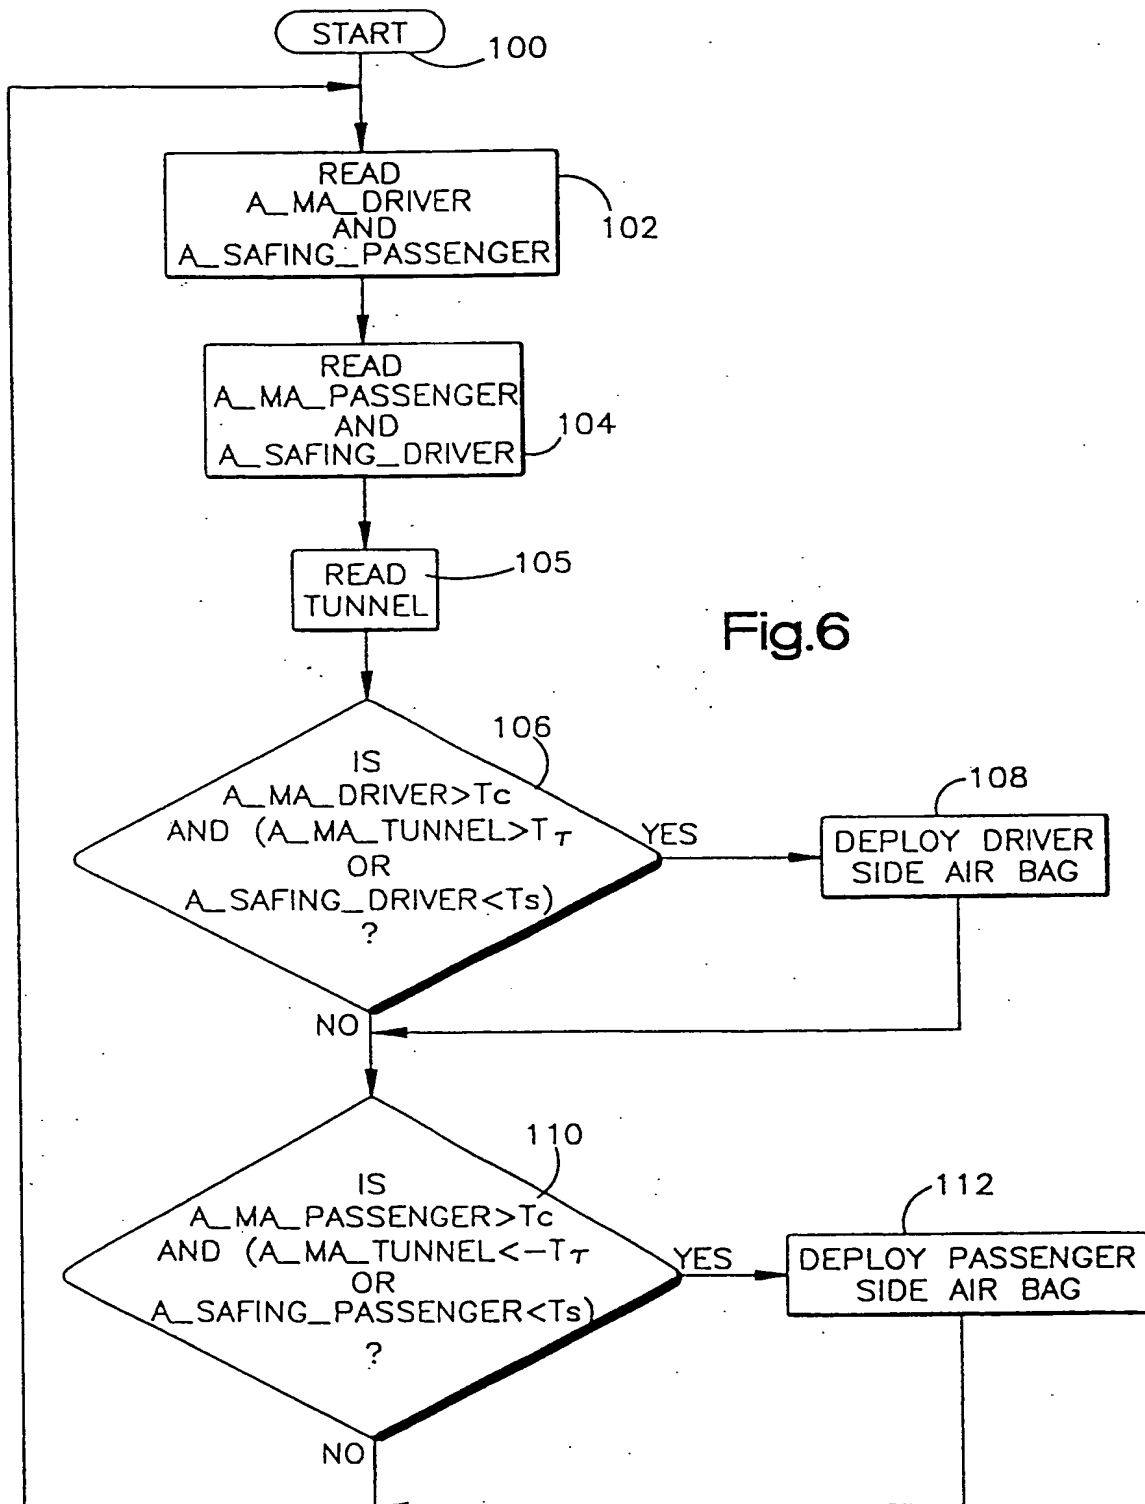 START
100
READ
A_MA_DRIVER
AND
A_SAFING_PASSENGER
102
READ
A_MA_PASSENGER
AND
A_SAFING_DRIVER
104
READ
TUNNEL
105
Fig.6
106
IS
A_MA_DRIVER>Tc
AND (A_MA_TUNNEL>Tτ
OR
A_SAFING_DRIVER<Ts)
?
YES
108
DEPLOY DRIVER
SIDE AIR BAG
NO
110
IS
A_MA_PASSENGER>Tc
AND (A_MA_TUNNEL<-Tτ
OR
A_SAFING_PASSENGER<Ts)
?
YES
112
DEPLOY PASSENGER
SIDE AIR BAG
NO